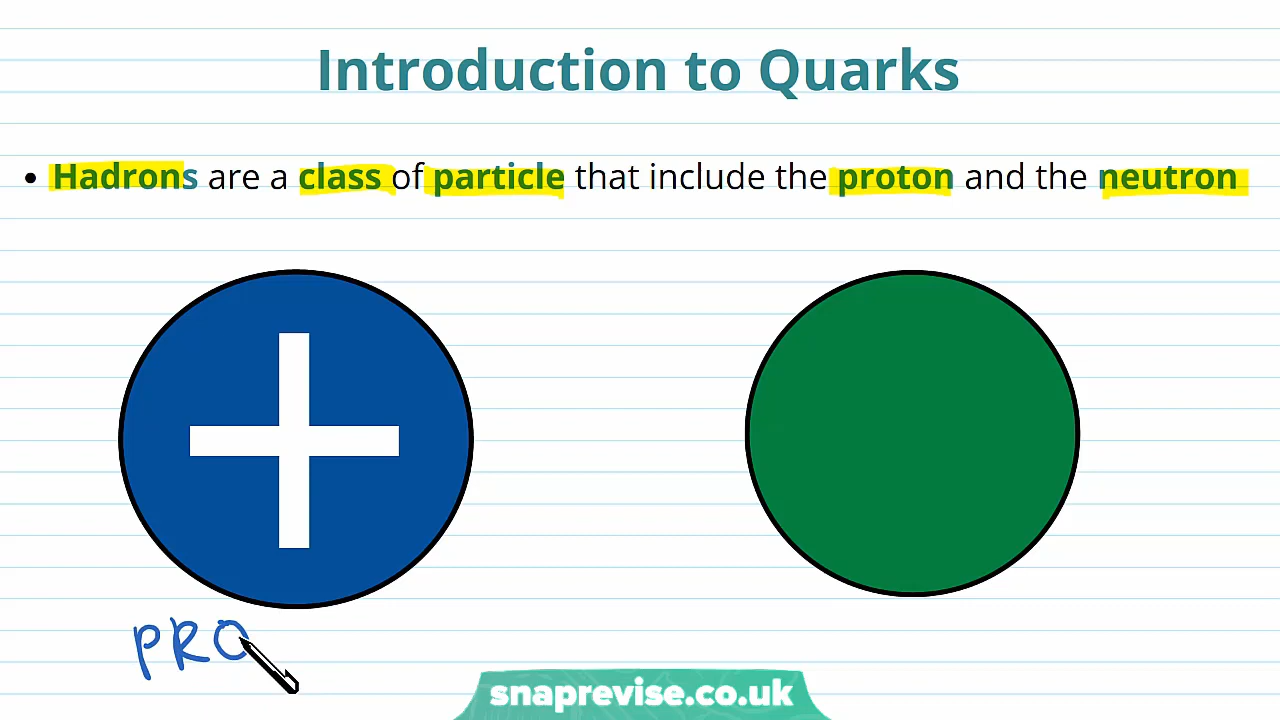 Introduction to Quarks
• Hadrons are a class of particle that include the proton and the neutron
PRO
snaprevise.co.uk